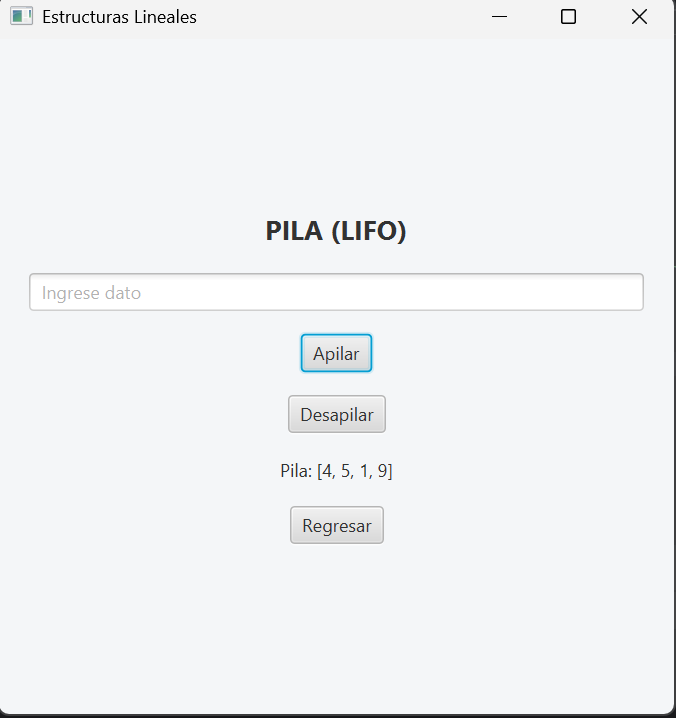 Estructuras Lineales
PILA (LIFO)
Ingrese dato
Apilar
Desapilar
Pila: [4, 5, 1, 9]
Regresar